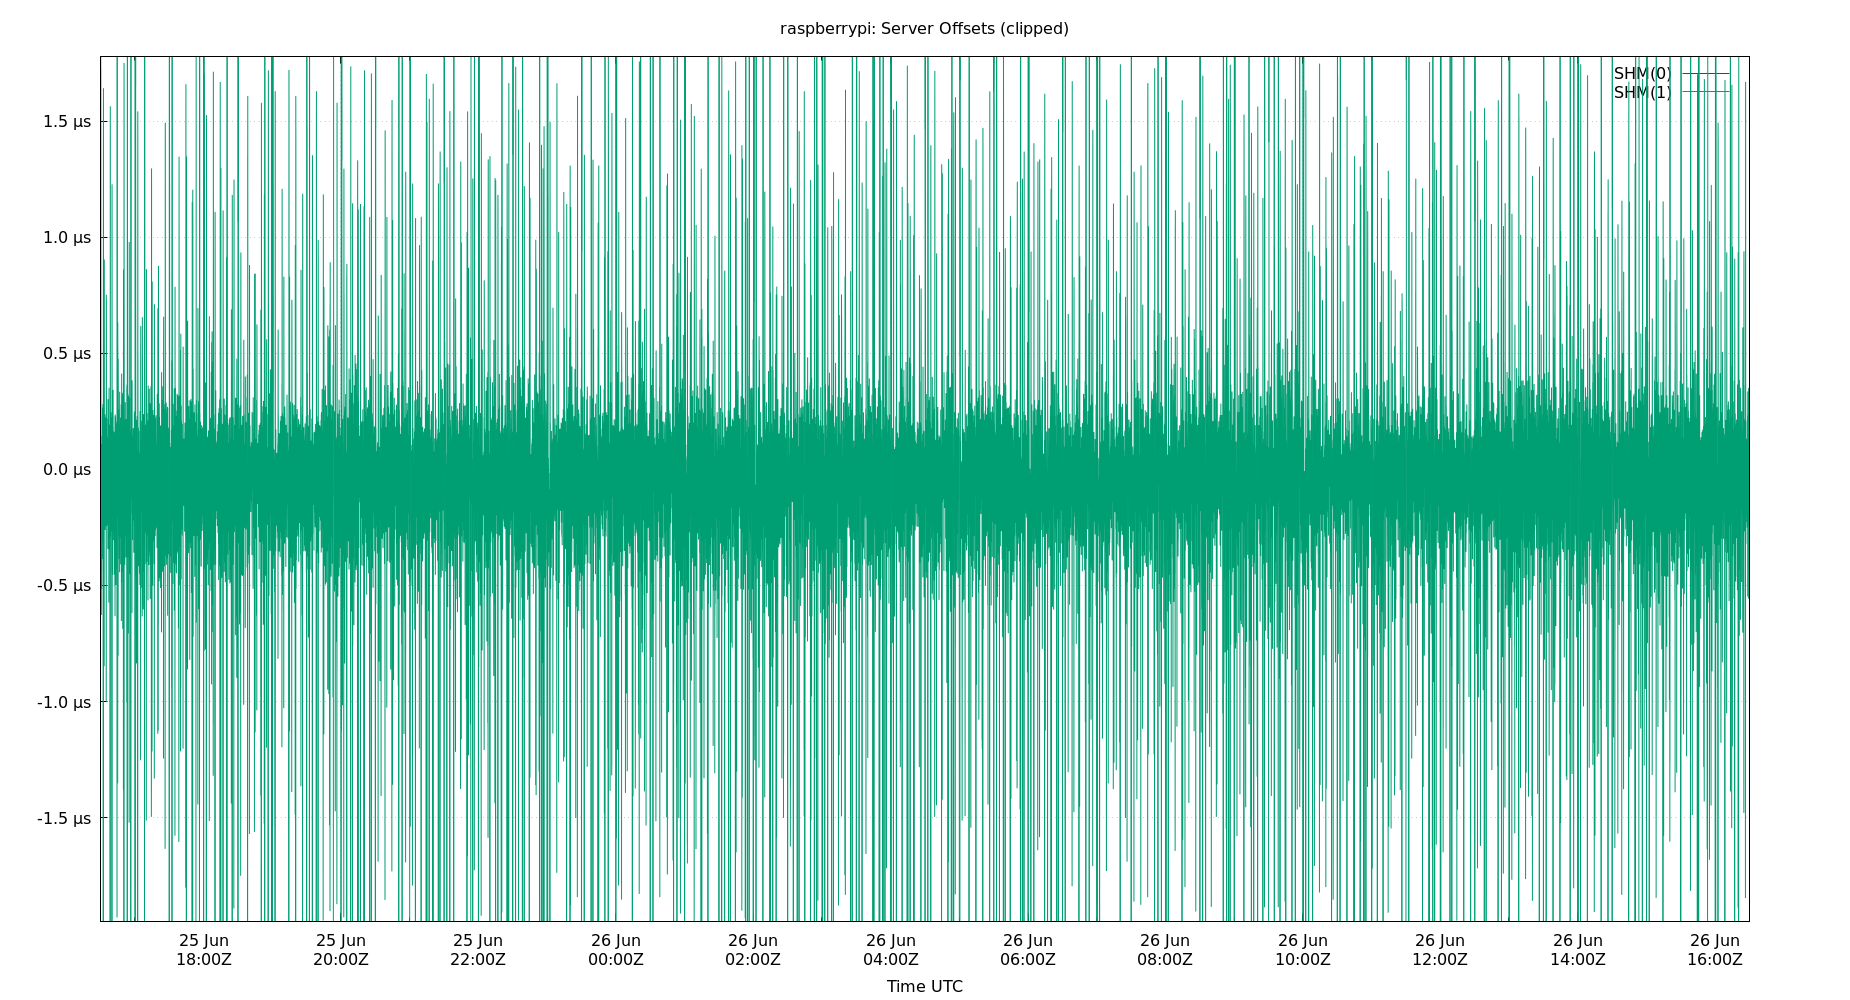 raspberrypi: Server Offsets (clipped)
SHM(0)
SHM(1)
1.5 µs
1.0 µs
0.5 µs
0.0 µs
-0.5 µs
-1.0 µs
-1.5 µs
25 Jun 25 Jun 25 Jun 26 Jun 26 Jun 26 Jun 26 Jun 26 Jun 26 Jun 26 Jun 26 Jun 26 Jun
18:00Z 20:00Z 22:00Z 00:00Z 02:00Z 04:00Z 06:00Z 08:00Z 10:00Z 12:00Z 14:00Z 16:00Z
Time UTC